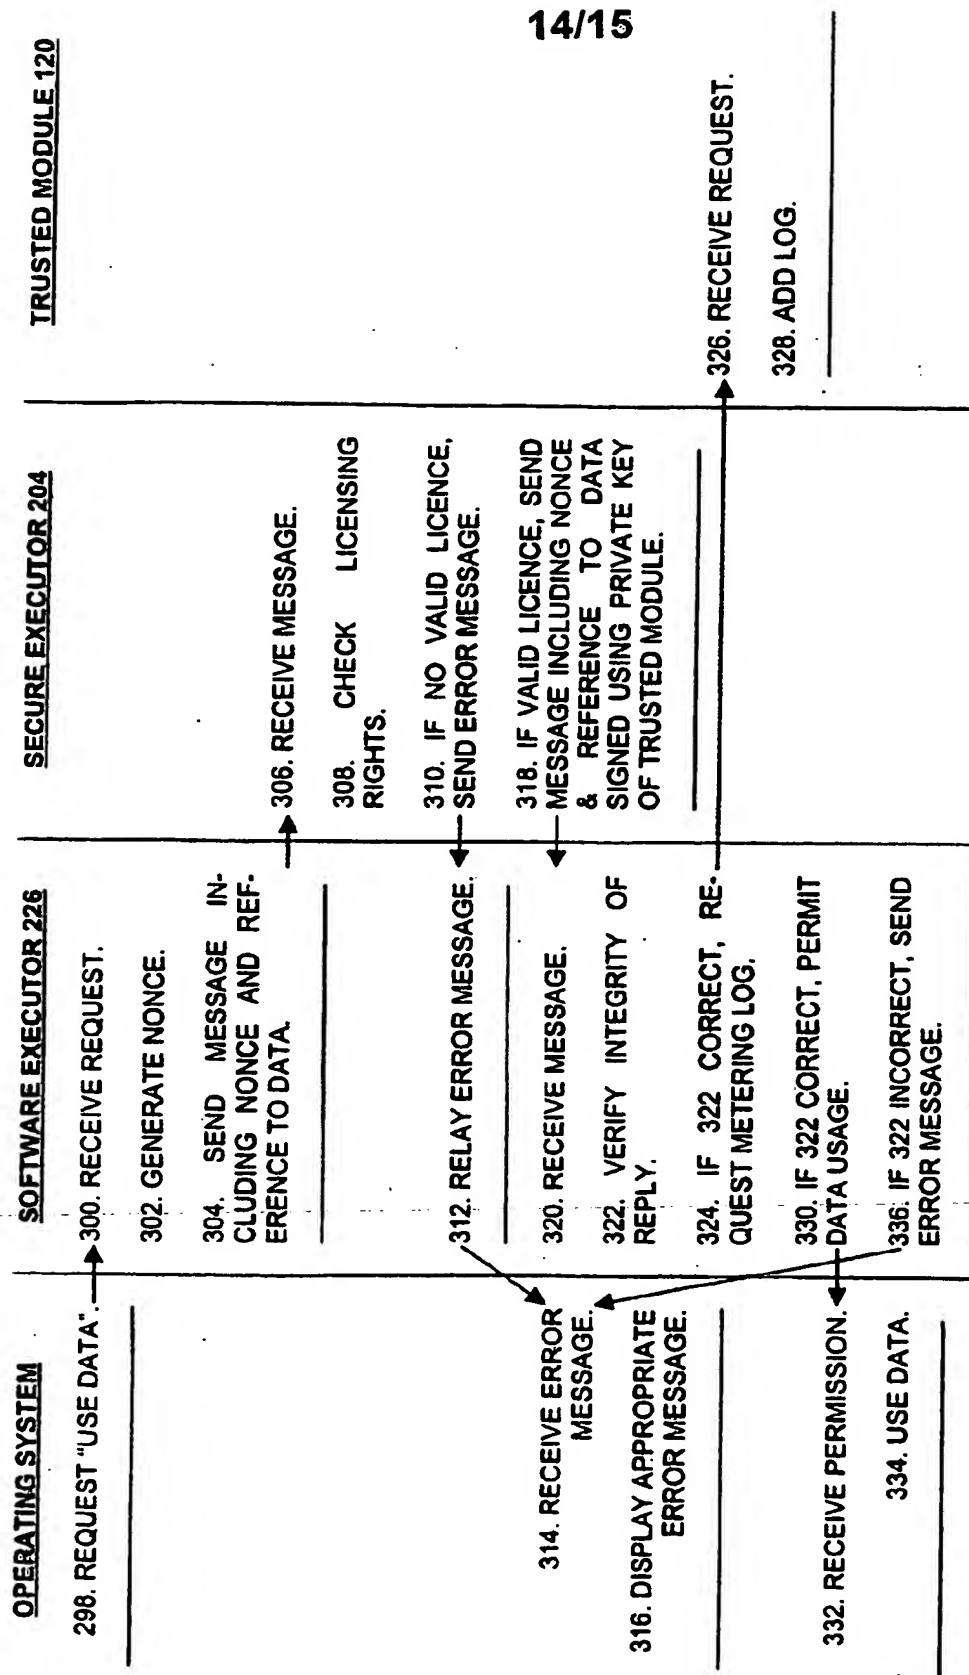 14/15
OPERATING SYSTEM
298. REQUEST "USE DATA".
314. RECEIVE ERROR
MESSAGE.
316. DISPLAY APPROPRIATE
ERROR MESSAGE.
332. RECEIVE PERMISSION.
334. USE DATA.
SOFTWARE EXECUTOR 226
300. RECEIVE REQUEST.
302. GENERATE NONCE.
304. SEND MESSAGE IN-
CLUDING NONCE AND REF-
ERENCE TO DATA.
312. RELAY ERROR MESSAGE.
320. RECEIVE MESSAGE.
322. VERIFY INTEGRITY OF
REPLY.
324. IF 322 CORRECT, RE-
QUEST METERING LOG.
330. IF 322 CORRECT, PERMIT
DATA USAGE.
336. IF 322 INCORRECT, SEND
ERROR MESSAGE.
SECURE EXECUTOR 204
306. RECEIVE MESSAGE.
308. CHECK LICENSING
RIGHTS.
310. IF NO VALID LICENCE,
SEND ERROR MESSAGE.
318. IF VALID LICENCE, SEND
MESSAGE INCLUDING NONCE
& REFERENCE TO DATA
SIGNED USING PRIVATE KEY
OF TRUSTED MODULE.
TRUSTED MODULE 120
326. RECEIVE REQUEST.
328. ADD LOG.